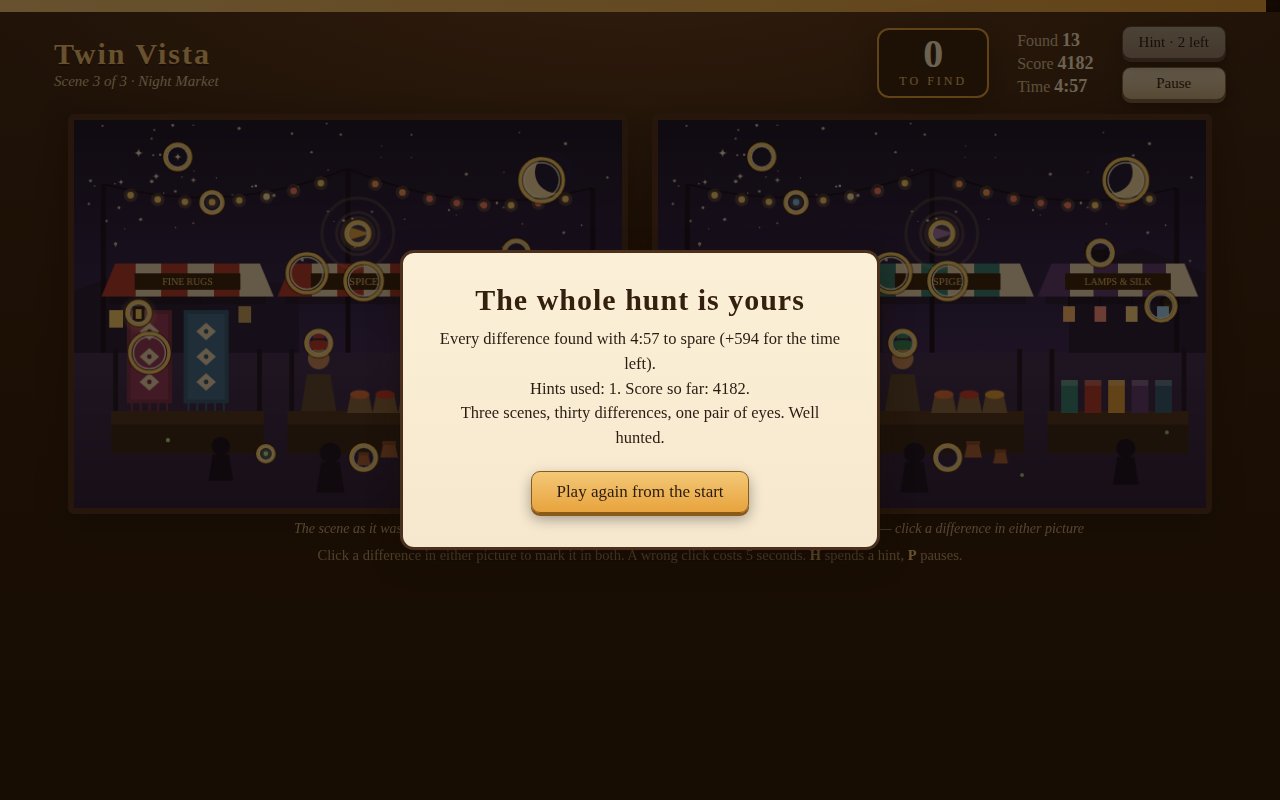 Twin Vista
Scene 3 of 3 · Night Market
0
TO FIND
Found 13
Score 4182
Time 4:57
Hint · 2 left
Pause
FINE RUGS
SPICE
SPIGE
LAMPS & SILK
The whole hunt is yours
Every difference found with 4:57 to spare (+594 for the time
left).
Hints used: 1. Score so far: 4182.
Three scenes, thirty differences, one pair of eyes. Well
hunted.
Play again from the start
The scene as it was
— click a difference in either picture
Click a difference in either picture to mark it in both. A wrong click costs 5 seconds. H spends a hint, P pauses.